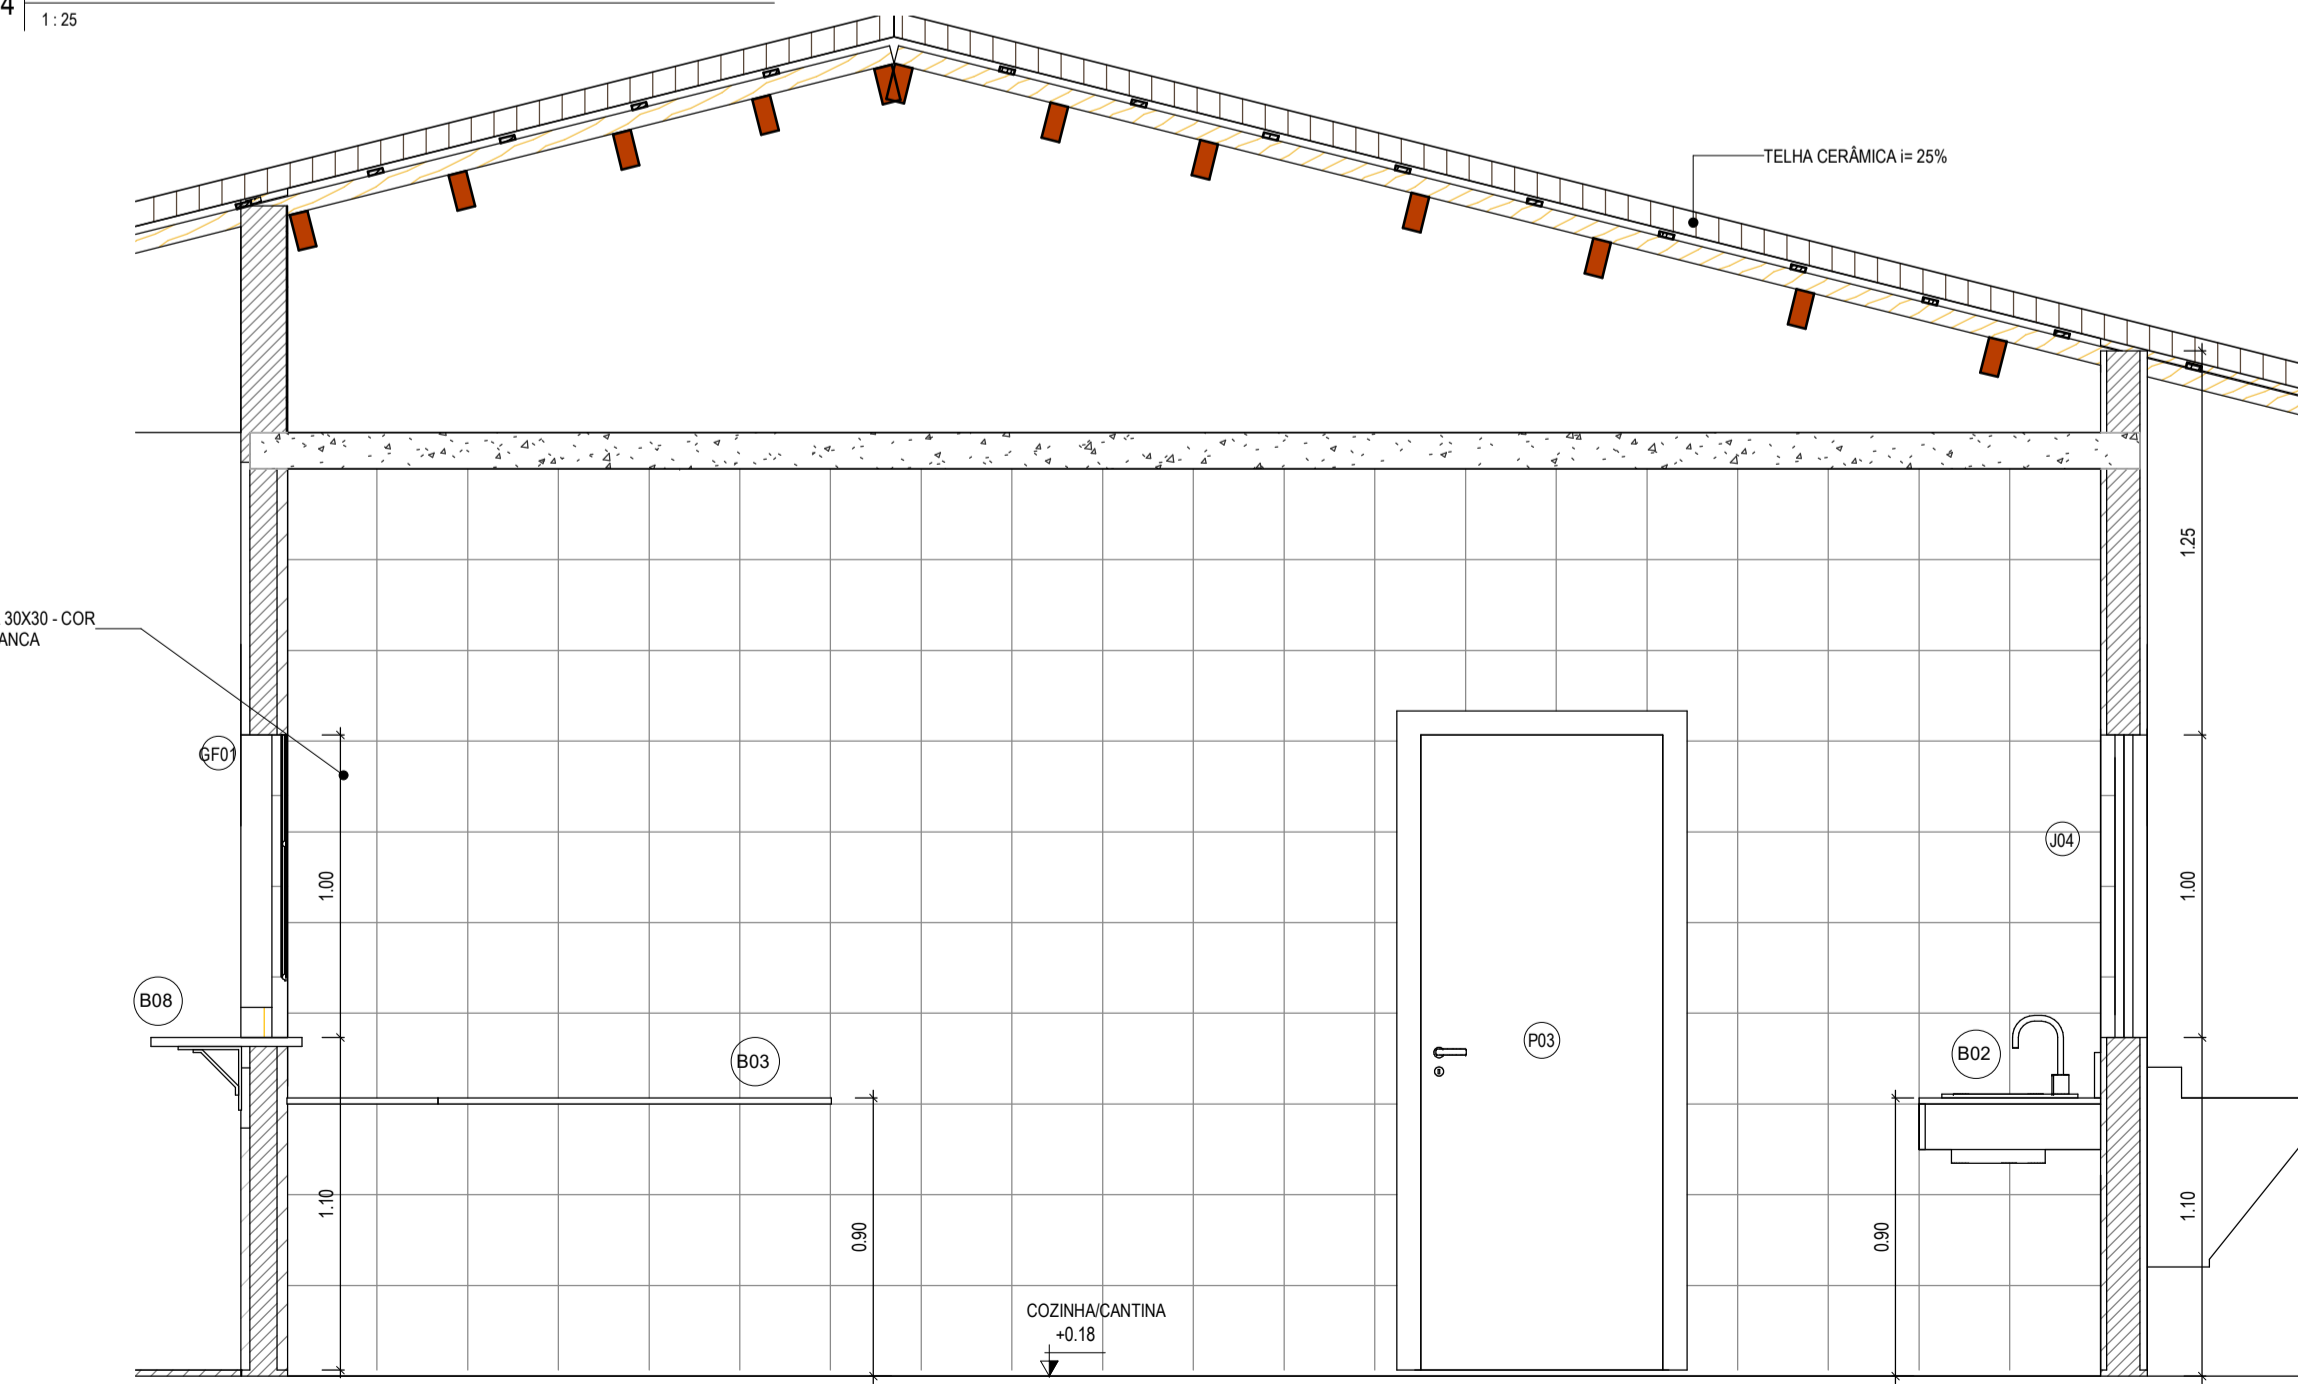 4
1 : 25
TELHA CERÂMICA i= 25%
30X30 - COR
ANCA
GF01
1.25
1.00
J04
1.00
B08
B03
P03
B02
1.10
0.90
0.90
1.10
COZINHA/CANTINA
+0.18